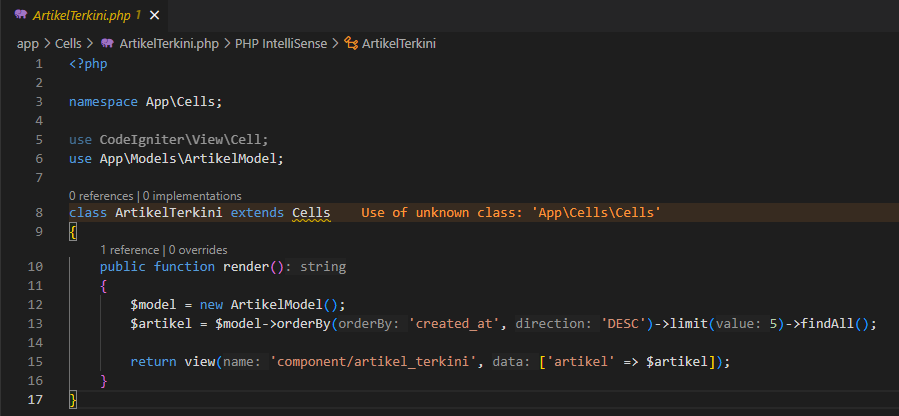 ArtikelTerkini.php 1 ×
app > Cells > ArtikelTerkini.php > PHP IntelliSense > ArtikelTerkini
1 <?php
2
3 namespace App\Cells;
4
5 use CodeIgniter\View\Cell;
6 use App\Models\ArtikelModel;
7
0 references | 0 implementations
8 class ArtikelTerkini extends Cells Use of unknown class: 'App\Cells\Cells'
9 {
1 reference | 0 overrides
10 public function render(): string
11 {
12 $model = new ArtikelModel();
13 $artikel = $model->orderBy(orderBy: 'created_at', direction: 'DESC')->limit(value: 5)->findAll();
14
15 return view(name: 'component/artikel_terkini', data: ['artikel' => $artikel]);
16 }
17 }